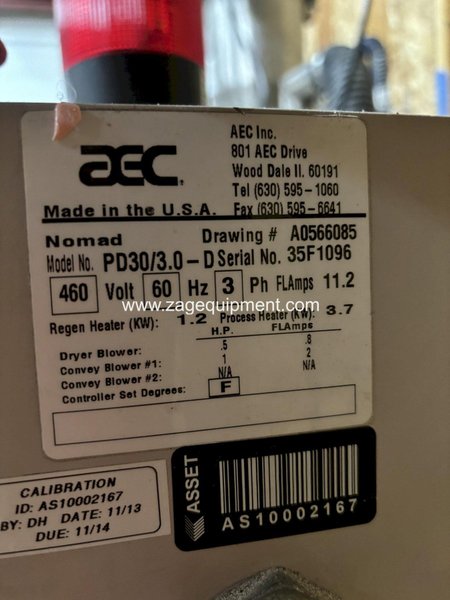 AEC
AEC Inc.
801 AEC Drive
Wood Dale Il. 60191
Tel (630) 595-1060
Made in the U.S.A. Fax (630) 595-6641
Nomad Drawing # A0566085
Model No. PD30/3.0-D Serial No. 35F1096
460 Volt 60 Hz 3 Ph FLAmps 11.2
www.zagequipment.com
Regen Heater (KW): 1.2 Process Heater (KW): 3.7
H.P. FLAmps
Dryer Blower: .5 .8
Convey Blower #1: 1 2
Convey Blower #2: N/A N/A
Controller Set Degrees: F
CALIBRATION
ID: AS10002167
BY: DH DATE: 11/13
DUE: 11/14
ASSET
AS10002167